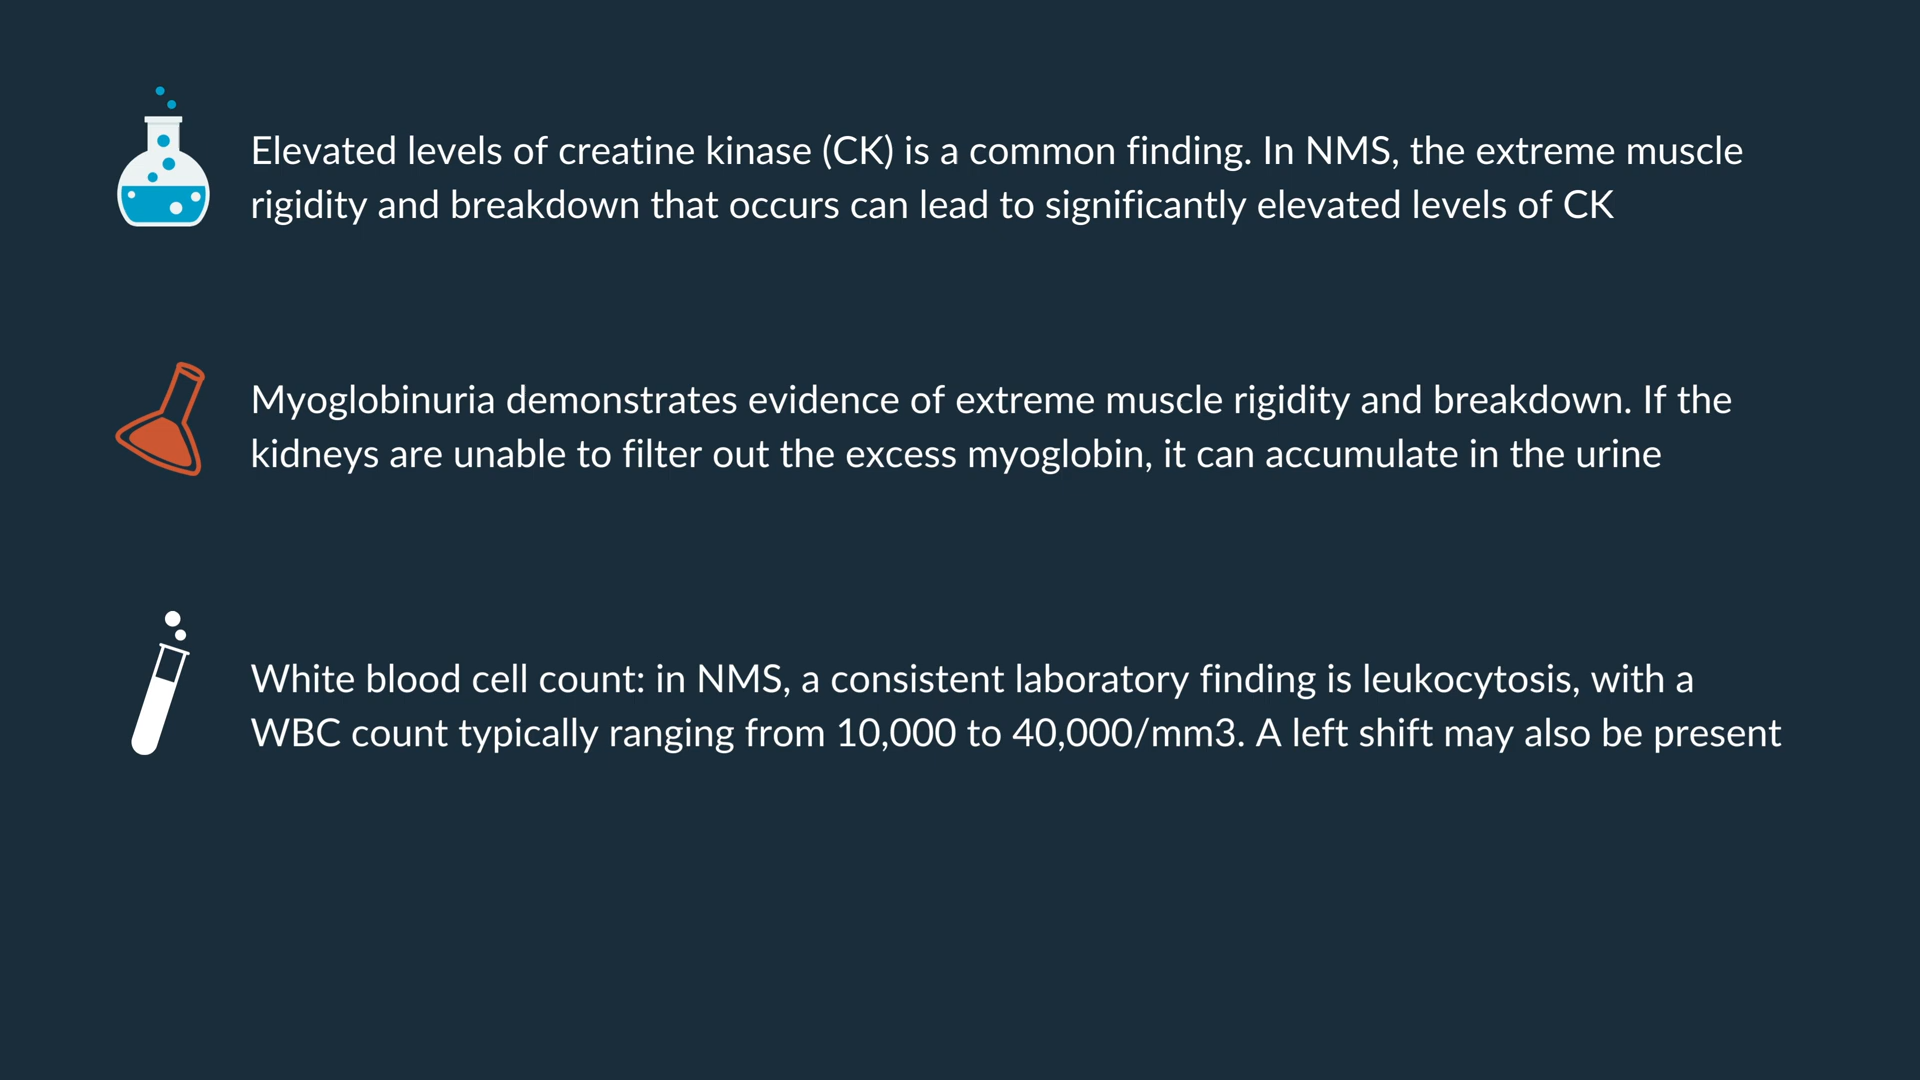 Elevated levels of creatine kinase (CK) is a common finding. In NMS, the extreme muscle
rigidity and breakdown that occurs can lead to significantly elevated levels of CK
Myoglobinuria demonstrates evidence of extreme muscle rigidity and breakdown. If the
kidneys are unable to filter out the excess myoglobin, it can accumulate in the urine
White blood cell count: in NMS, a consistent laboratory finding is leukocytosis, with a
WBC count typically ranging from 10,000 to 40,000/mm3. A left shift may also be present